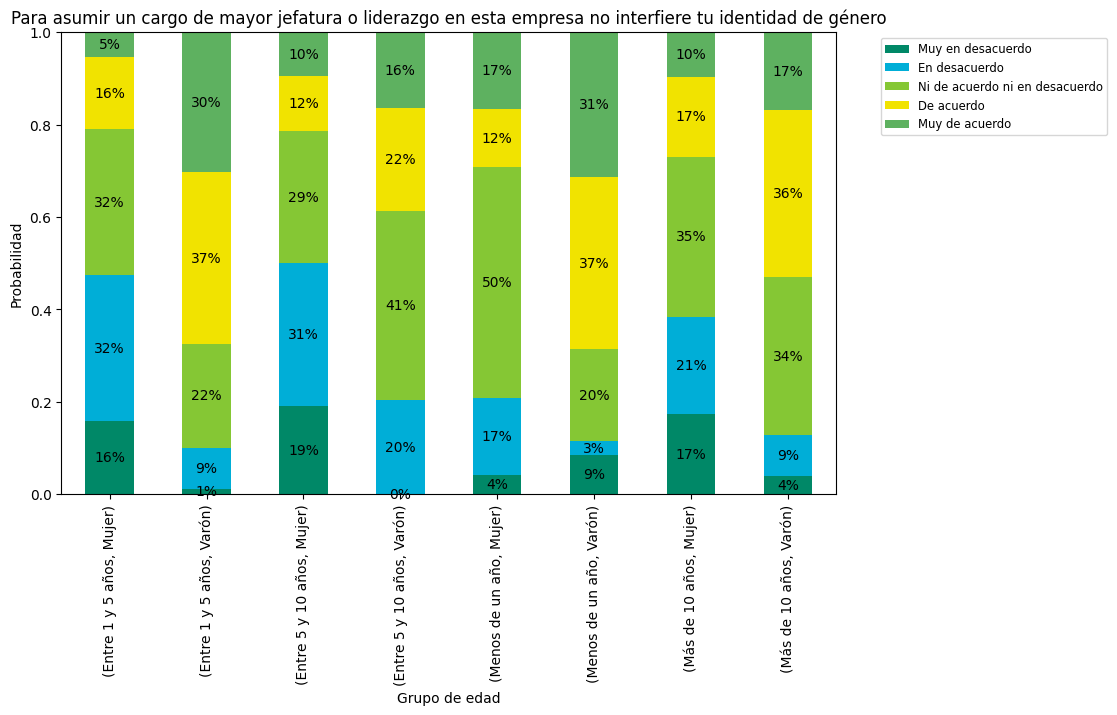 Para asumir un cargo de mayor jefatura o liderazgo en esta empresa no interfiere tu identidad de género
Muy en desacuerdo
En desacuerdo
Ni de acuerdo ni en desacuerdo
De acuerdo
Muy de acuerdo
Probabilidad
1.0
0.8
0.6
0.4
0.2
0.0
5%
16%
32%
32%
16%
30%
37%
22%
9%
1%
10%
12%
29%
31%
19%
16%
22%
41%
20%
0%
17%
12%
50%
17%
4%
31%
37%
20%
3%
9%
10%
17%
35%
21%
17%
17%
36%
34%
9%
4%
(Entre 1 y 5 años, Mujer)
(Entre 1 y 5 años, Varón)
(Entre 5 y 10 años, Mujer)
(Entre 5 y 10 años, Varón)
(Menos de un año, Mujer)
(Menos de un año, Varón)
(Más de 10 años, Mujer)
(Más de 10 años, Varón)
Grupo de edad